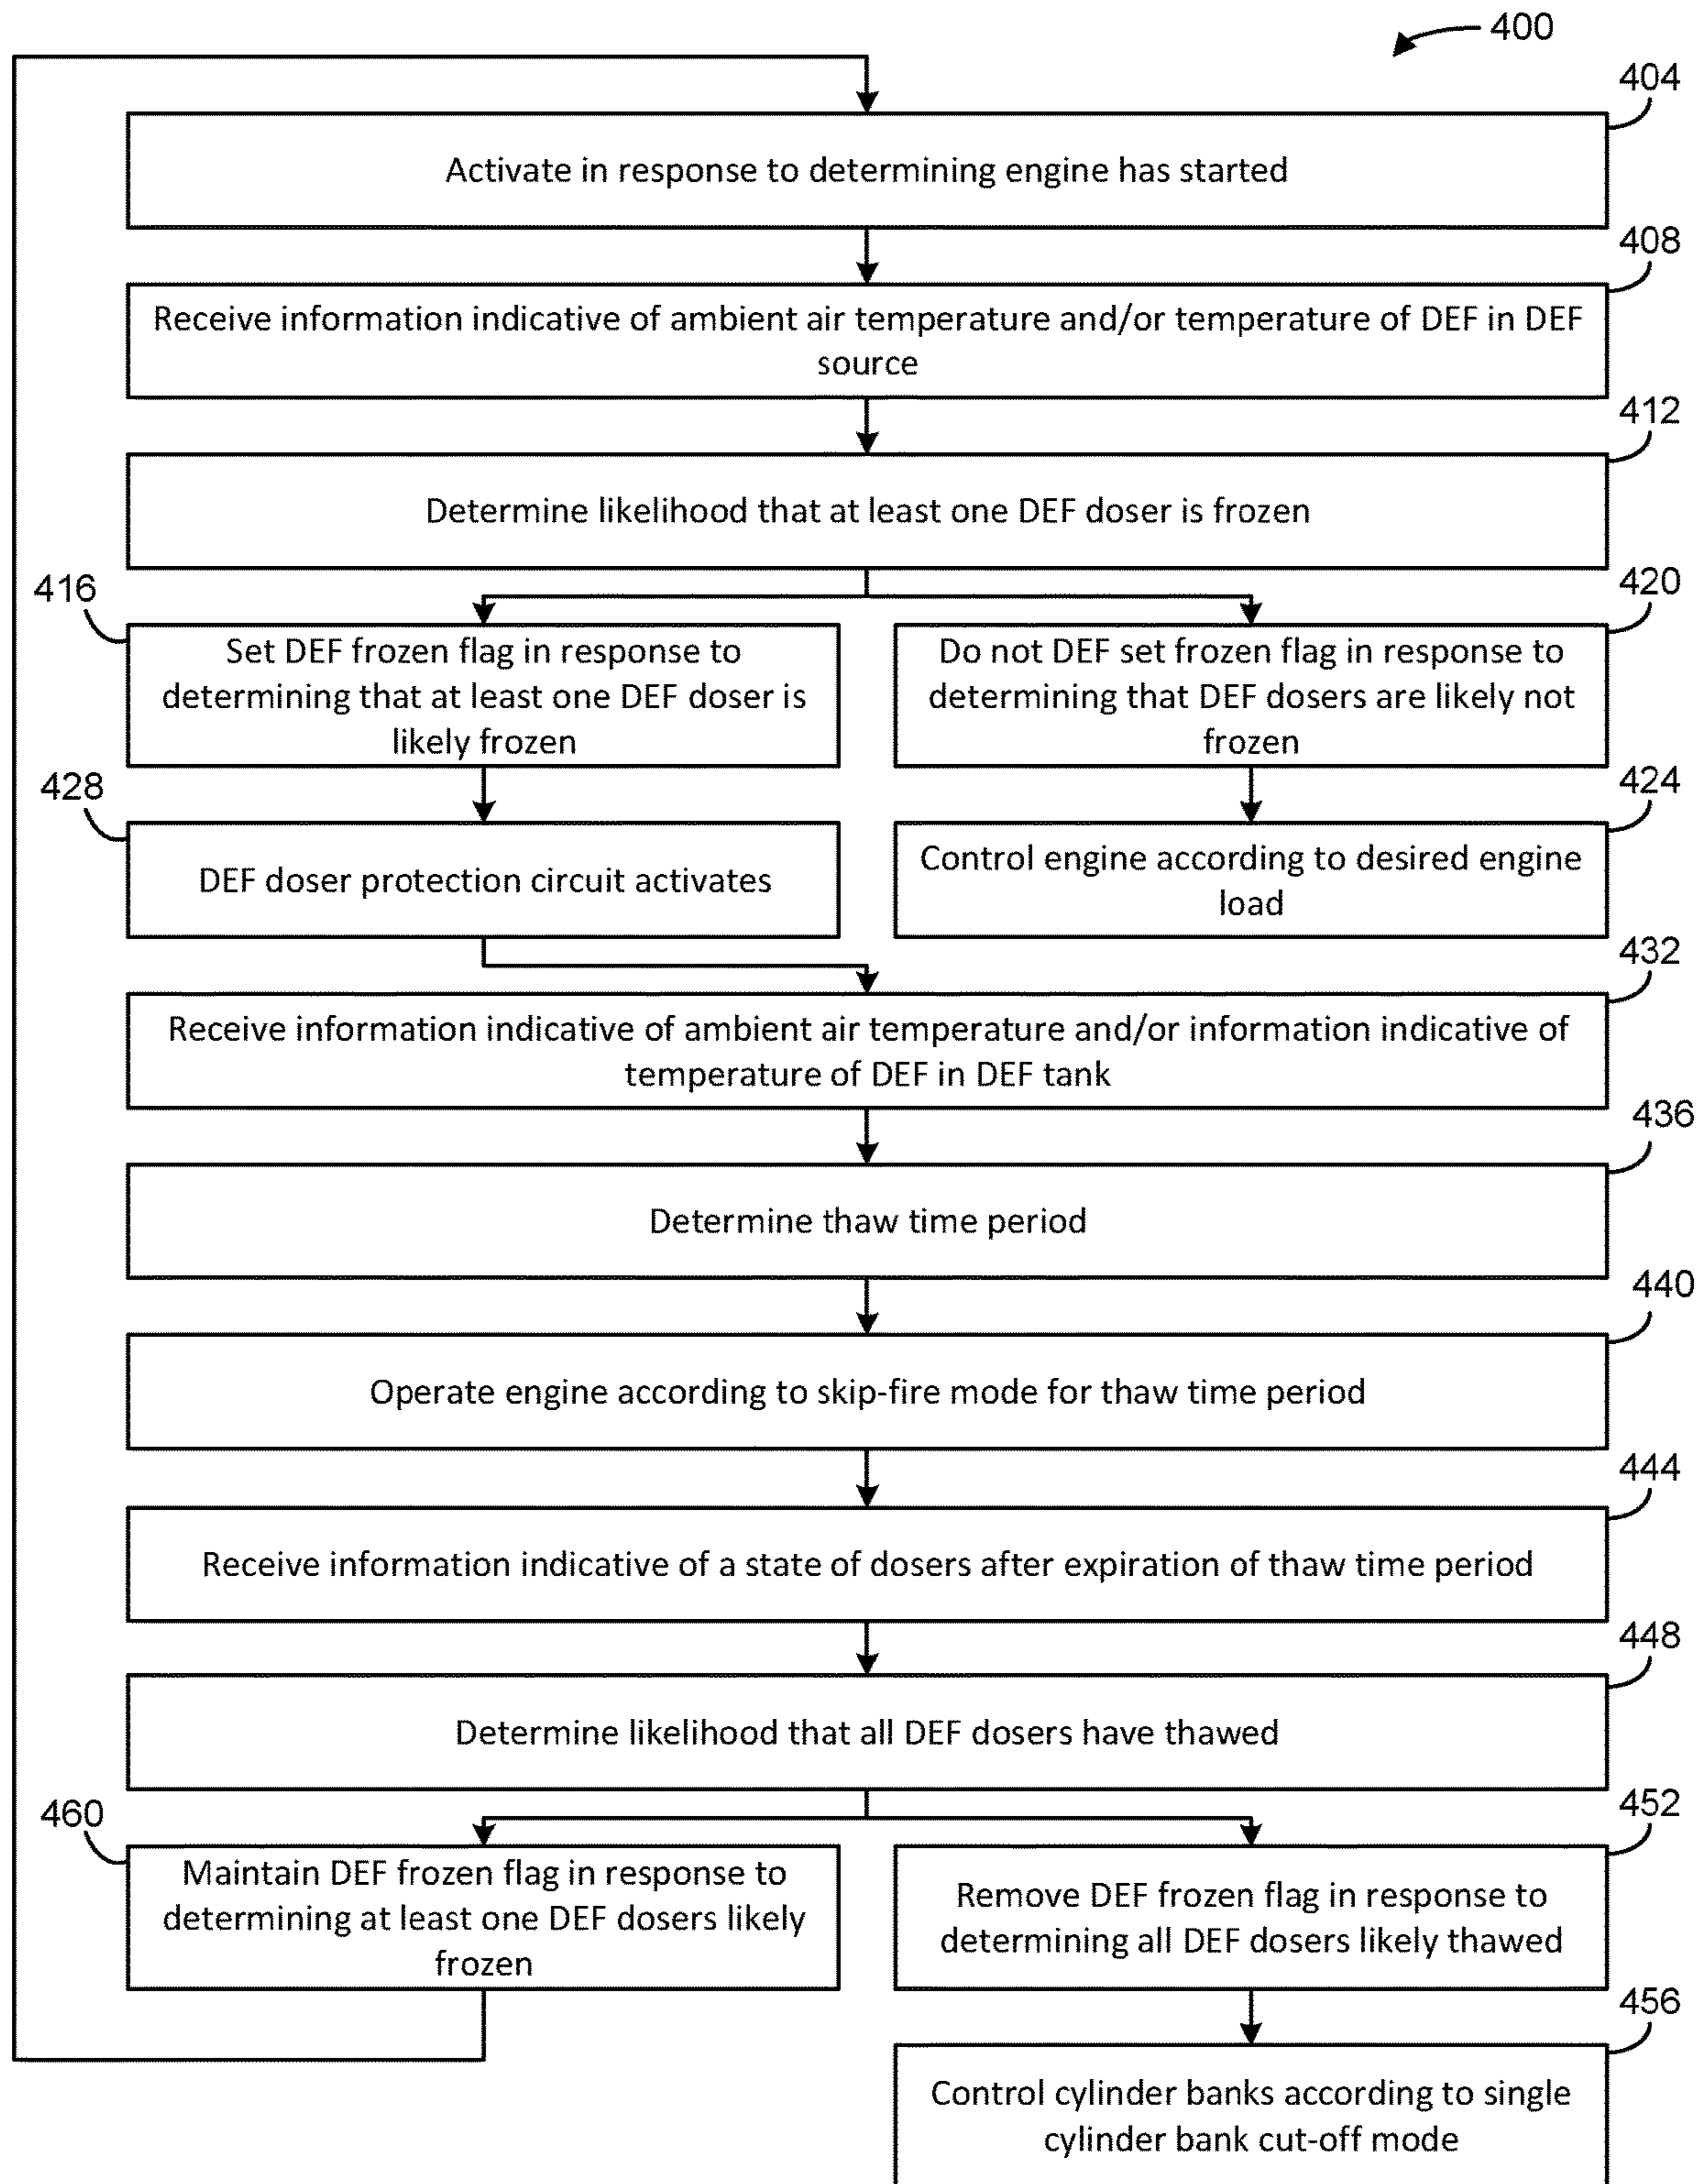 400
404
Activate in response to determining engine has started
408
Receive information indicative of ambient air temperature and/or temperature of DEF in DEF
source
412
Determine likelihood that at least one DEF doser is frozen
416
Set DEF frozen flag in response to
determining that at least one DEF doser is
likely frozen
420
Do not DEF set frozen flag in response to
determining that DEF dosers are likely not
frozen
428
DEF doser protection circuit activates
424
Control engine according to desired engine
load
432
Receive information indicative of ambient air temperature and/or information indicative of
temperature of DEF in DEF tank
436
Determine thaw time period
440
Operate engine according to skip-fire mode for thaw time period
444
Receive information indicative of a state of dosers after expiration of thaw time period
448
Determine likelihood that all DEF dosers have thawed
460
Maintain DEF frozen flag in response to
determining at least one DEF dosers likely
frozen
452
Remove DEF frozen flag in response to
determining all DEF dosers likely thawed
456
Control cylinder banks according to single
cylinder bank cut-off mode